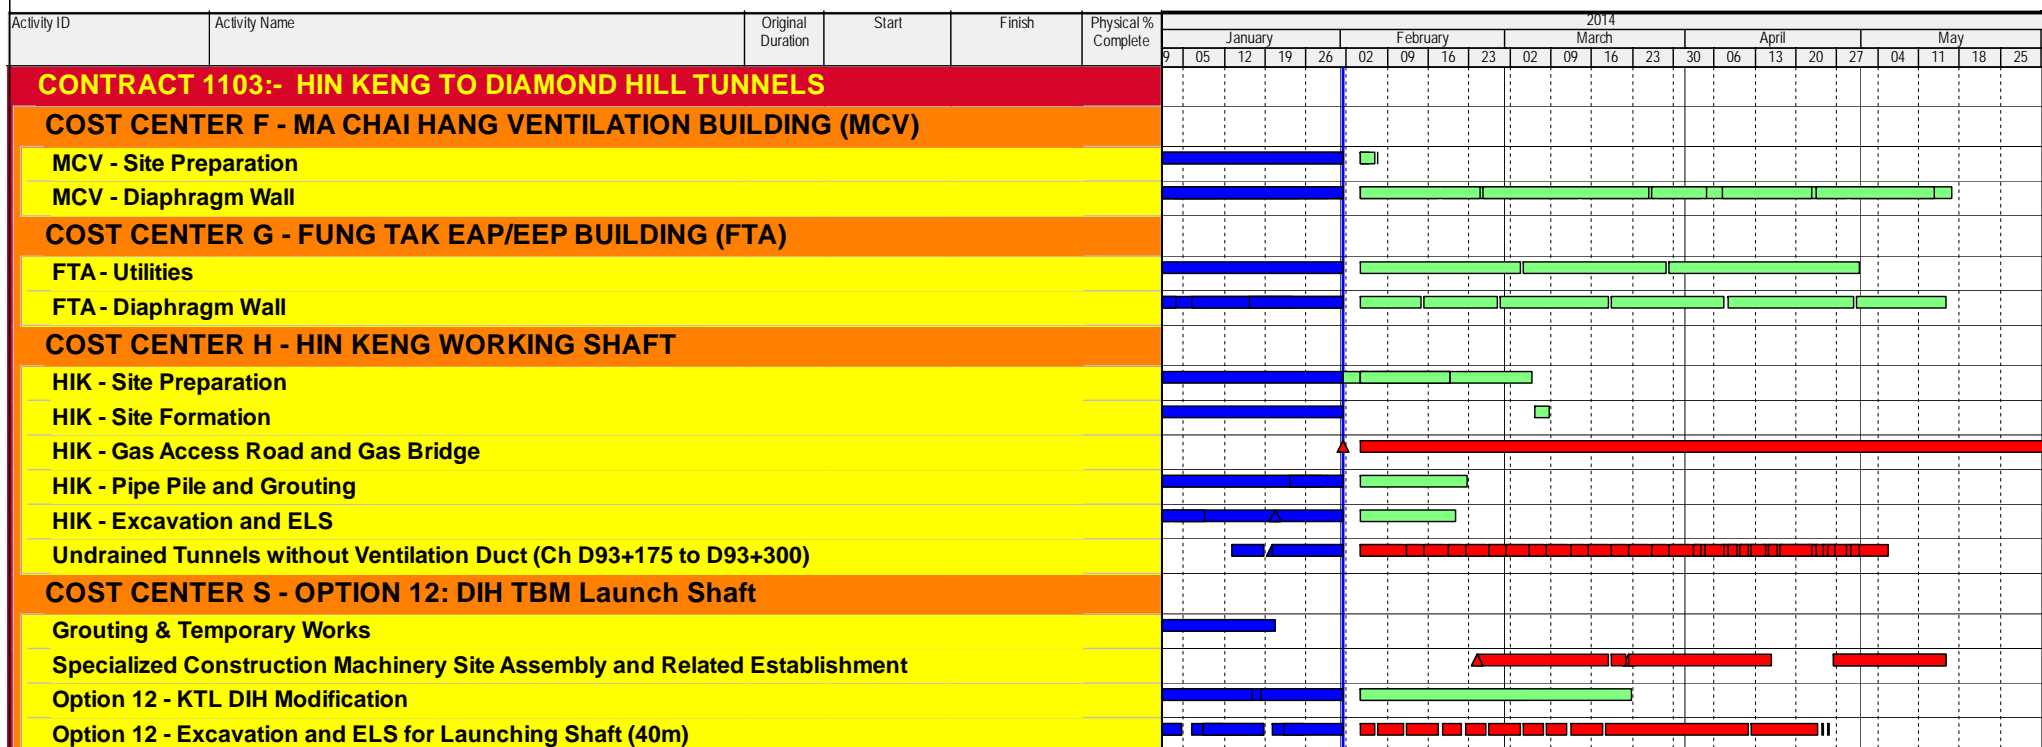 Activity ID Activity Name Original Duration Start Finish Physical % Complete 2014
January February March April May
9 05 12 19 26 02 09 16 23 02 09 16 23 30 06 13 20 27 04 11 18 25
CONTRACT 1103:- HIN KENG TO DIAMOND HILL TUNNELS
COST CENTER F - MA CHAI HANG VENTILATION BUILDING (MCV)
MCV - Site Preparation
MCV - Diaphragm Wall
COST CENTER G - FUNG TAK EAP/EEP BUILDING (FTA)
FTA - Utilities
FTA - Diaphragm Wall
COST CENTER H - HIN KENG WORKING SHAFT
HIK - Site Preparation
HIK - Site Formation
HIK - Gas Access Road and Gas Bridge
HIK - Pipe Pile and Grouting
HIK - Excavation and ELS
Undrained Tunnels without Ventilation Duct (Ch D93+175 to D93+300)
COST CENTER S - OPTION 12: DIH TBM Launch Shaft
Grouting & Temporary Works
Specialized Construction Machinery Site Assembly and Related Establishment
Option 12 - KTL DIH Modification
Option 12 - Excavation and ELS for Launching Shaft (40m)